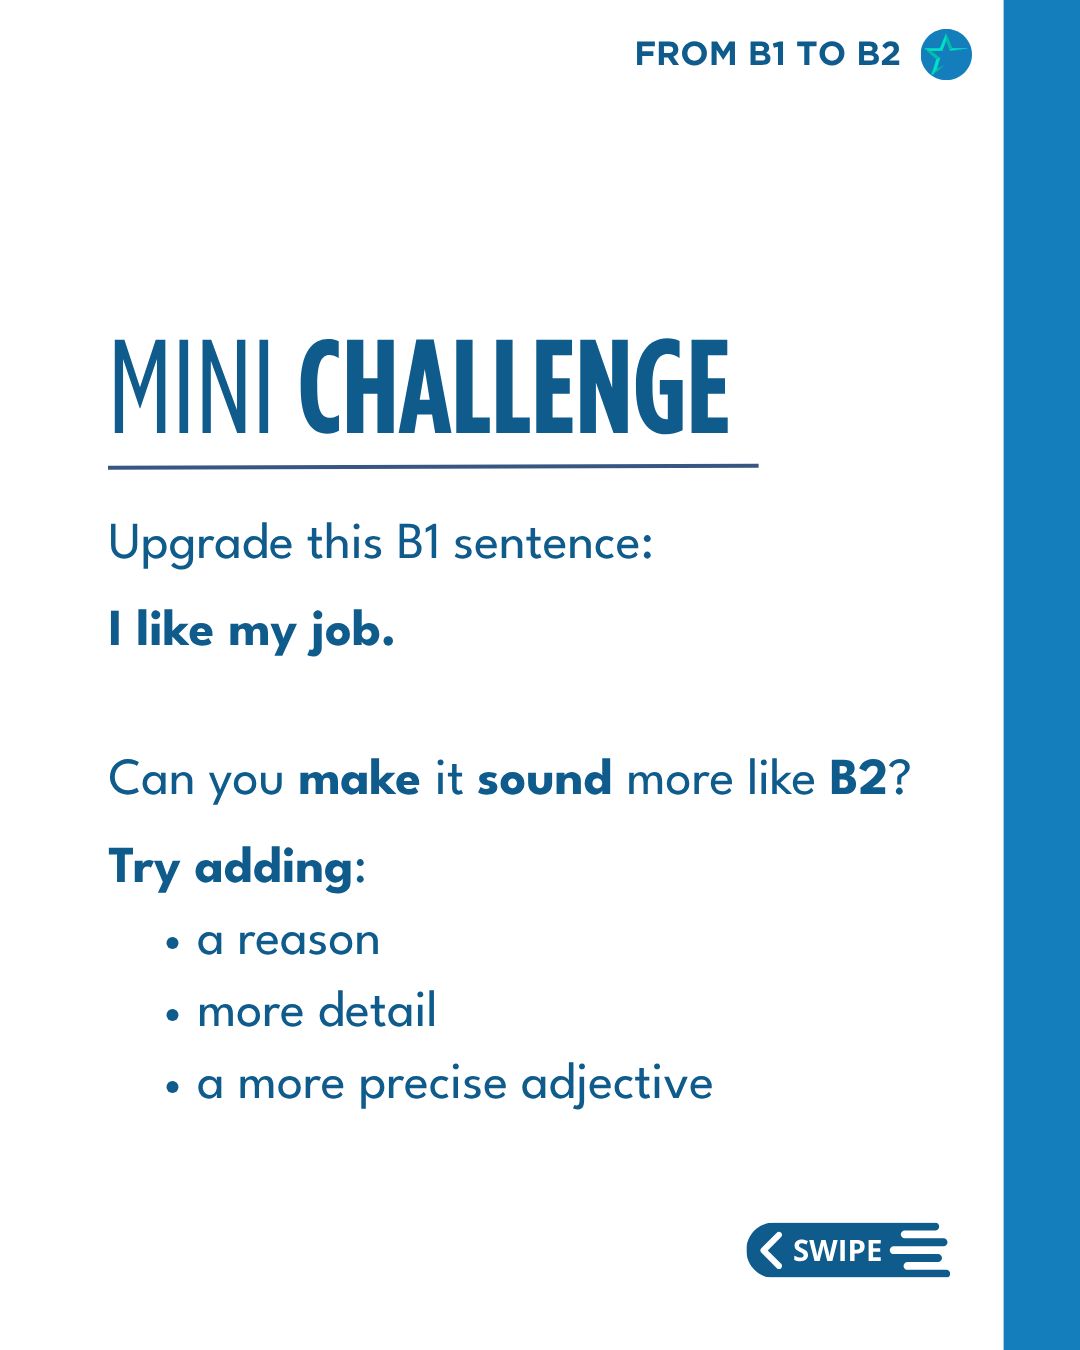 FROM B1 TO B2
MINI CHALLENGE
Upgrade this B1 sentence:
I like my job.
Can you make it sound more like B2?
Try adding:
• a reason
• more detail
• a more precise adjective
SWIPE